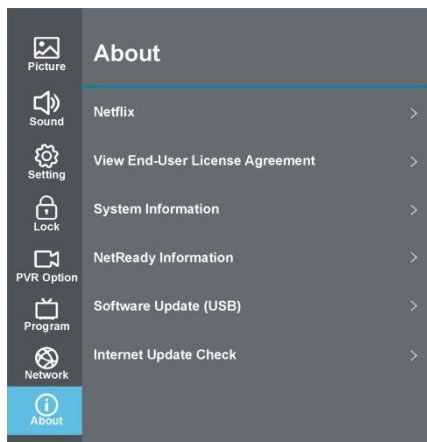 Picture
Sound
Setting
Lock
PVR Option
Program
Network
About
About
Netflix
View End-User License Agreement
System Information
NetReady Information
Software Update (USB)
Internet Update Check